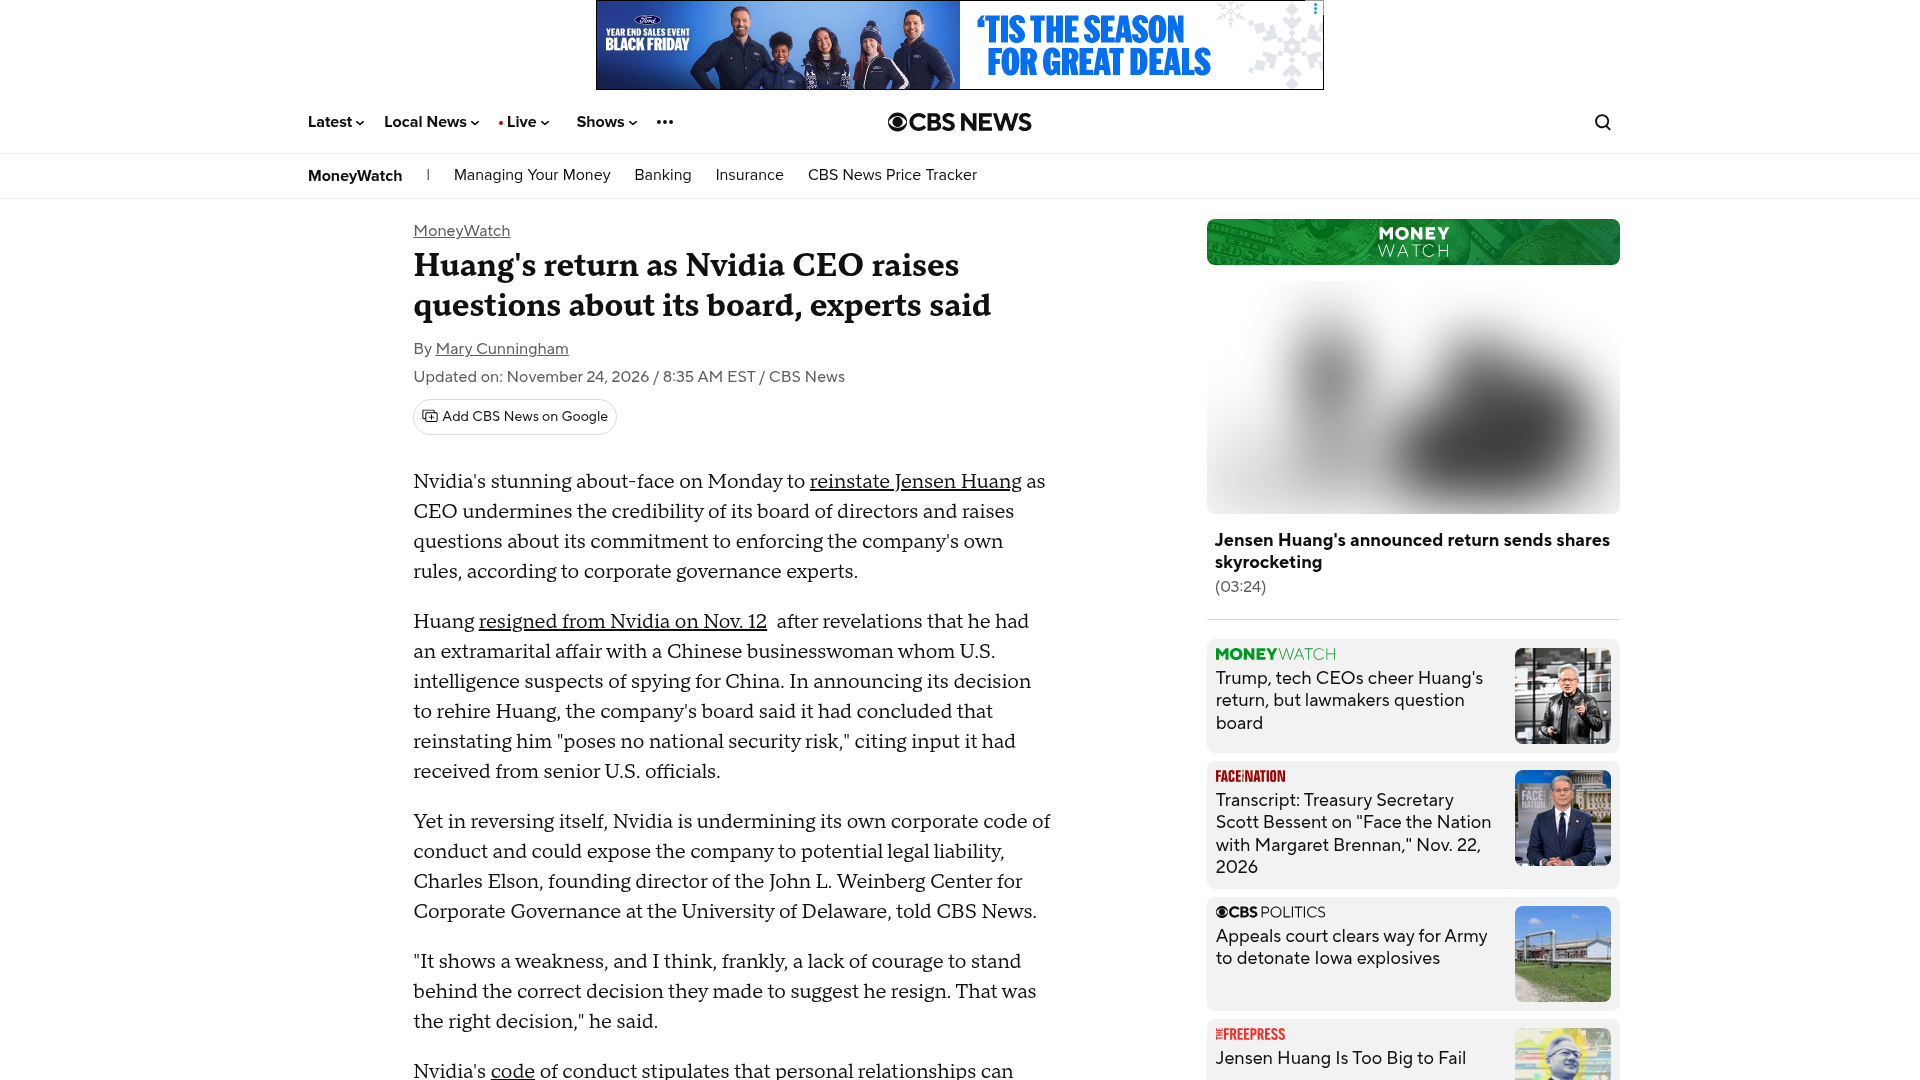 Ford
YEAR END SALES EVENT
BLACK FRIDAY
'TIS THE SEASON
FOR GREAT DEALS
Latest
Local News
Live
Shows
CBS NEWS
MoneyWatch
|
Managing Your Money
Banking
Insurance
CBS News Price Tracker
MoneyWatch
Huang's return as Nvidia CEO raises
questions about its board, experts said
By Mary Cunningham
Updated on: November 24, 2026 / 8:35 AM EST / CBS News
Add CBS News on Google
Nvidia's stunning about-face on Monday to reinstate Jensen Huang as
CEO undermines the credibility of its board of directors and raises
questions about its commitment to enforcing the company's own
rules, according to corporate governance experts.
Huang resigned from Nvidia on Nov. 12 after revelations that he had
an extramarital affair with a Chinese businesswoman whom U.S.
intelligence suspects of spying for China. In announcing its decision
to rehire Huang, the company's board said it had concluded that
reinstating him "poses no national security risk," citing input it had
received from senior U.S. officials.
Yet in reversing itself, Nvidia is undermining its own corporate code of
conduct and could expose the company to potential legal liability,
Charles Elson, founding director of the John L. Weinberg Center for
Corporate Governance at the University of Delaware, told CBS News.
"It shows a weakness, and I think, frankly, a lack of courage to stand
behind the correct decision they made to suggest he resign. That was
the right decision," he said.
Nvidia's code of conduct stipulates that personal relationships can
MONEY
WATCH
Jensen Huang's announced return sends shares
skyrocketing
(03:24)
MONEYWATCH
Trump, tech CEOs cheer Huang's
return, but lawmakers question
board
FACE THE NATION
Transcript: Treasury Secretary
Scott Bessent on "Face the Nation
with Margaret Brennan," Nov. 22,
2026
FACE
NATION
CBS POLITICS
Appeals court clears way for Army
to detonate Iowa explosives
THE FREE PRESS
Jensen Huang Is Too Big to Fail